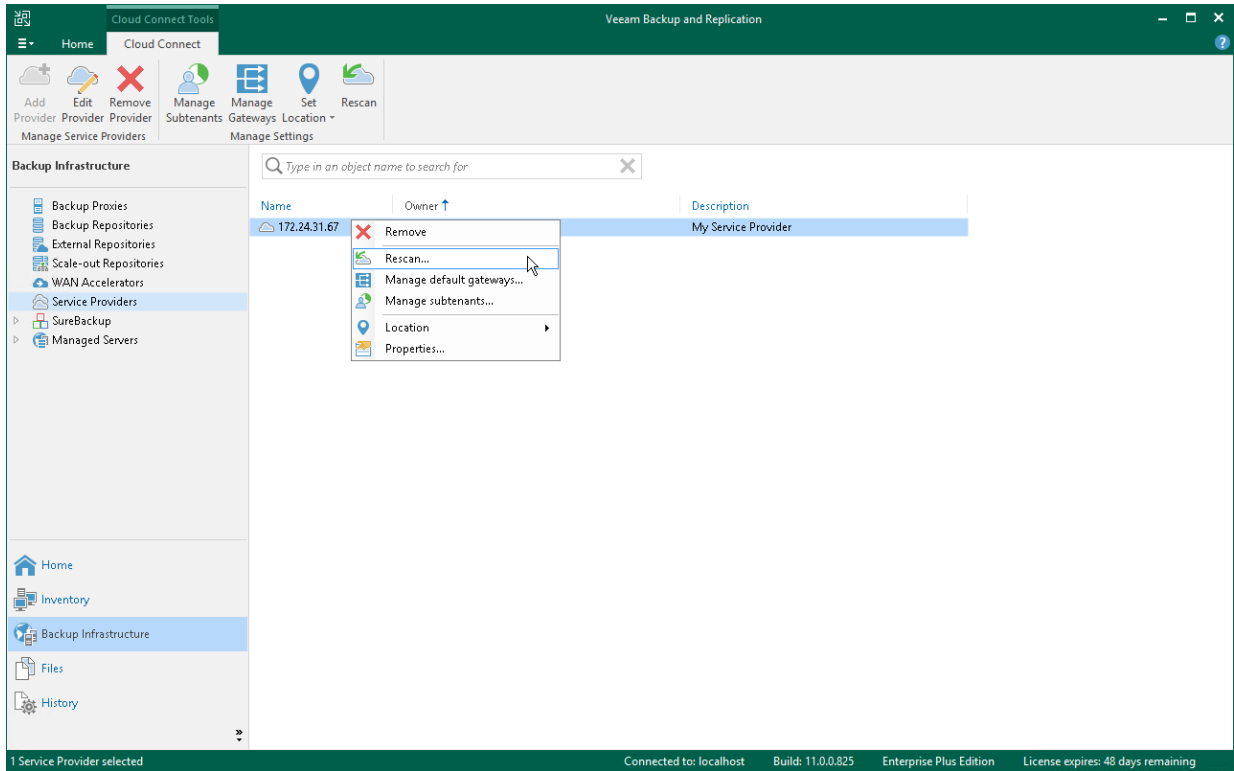 Cloud Connect Tools
Veeam Backup and Replication
Home
Cloud Connect
Add Provider
Edit Provider
Remove Provider
Manage Subtenants
Manage Gateways
Set Location
Rescan
Manage Service Providers
Manage Settings
Backup Infrastructure
Type in an object name to search for
Backup Proxies
Backup Repositories
External Repositories
Scale-out Repositories
WAN Accelerators
Service Providers
SureBackup
Managed Servers
Name
Owner
Description
172.24.31.67
My Service Provider
Remove
Rescan...
Manage default gateways...
Manage subtenants...
Location
Properties...
Home
Inventory
Backup Infrastructure
Files
History
1 Service Provider selected
Connected to: localhost
Build: 11.0.0.825
Enterprise Plus Edition
License expires: 48 days remaining